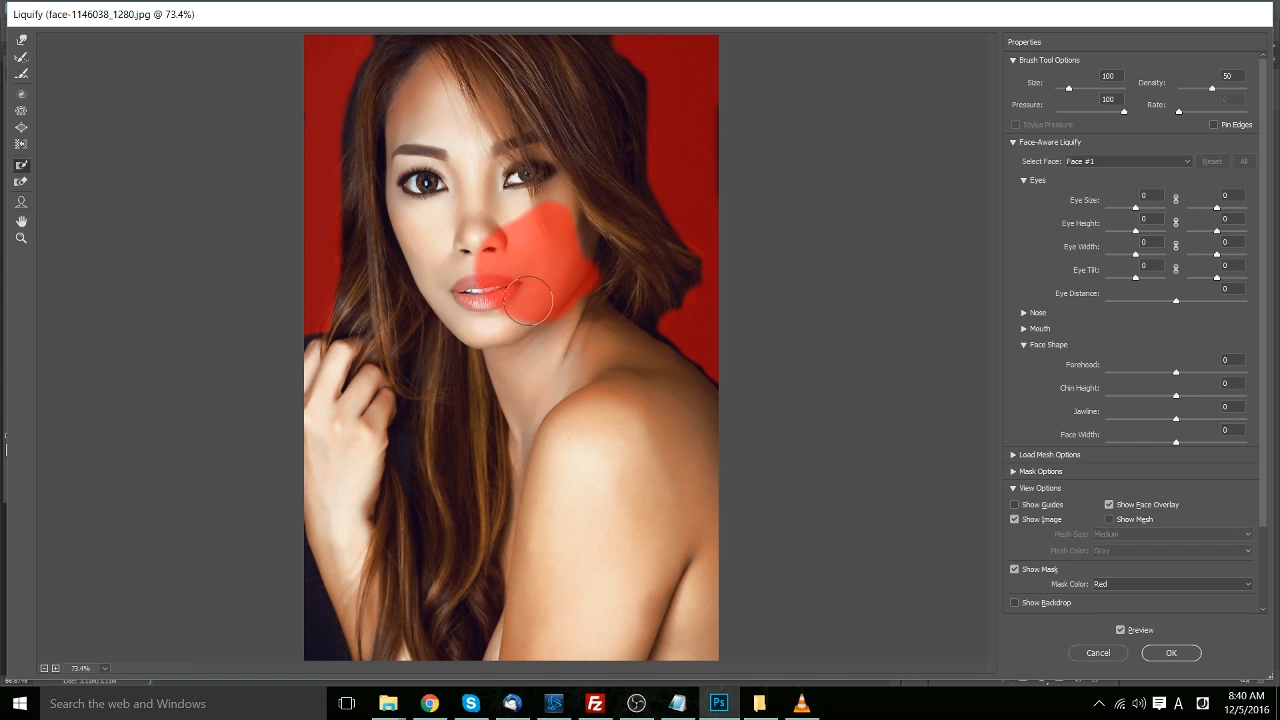 Liquify (face-1146038_1280.jpg @ 73.4%)
Properties
Brush Tool Options
Size: 100 Density: 50
Pressure: 100 Rate: 0
Stylus Pressure Pin Edges
Face-Aware Liquify
Select Face: Face #1 Reset All
Eyes
Eye Size: 0 0
Eye Height: 0 0
Eye Width: 0 0
Eye Tilt: 0 0
Eye Distance: 0
Nose
Mouth
Face Shape
Forehead: 0
Chin Height: 0
Jawline: 0
Face Width: 0
Load Mesh Options
Mask Options
View Options
Show Guides Show Face Overlay
Show Image Show Mesh
Mesh Size: Medium
Mesh Color: Gray
Show Mask
Mask Color: Red
Show Backdrop
Preview
Cancel OK
73.4%
Search the web and Windows
Ps
A
8:40 AM
12/5/2016